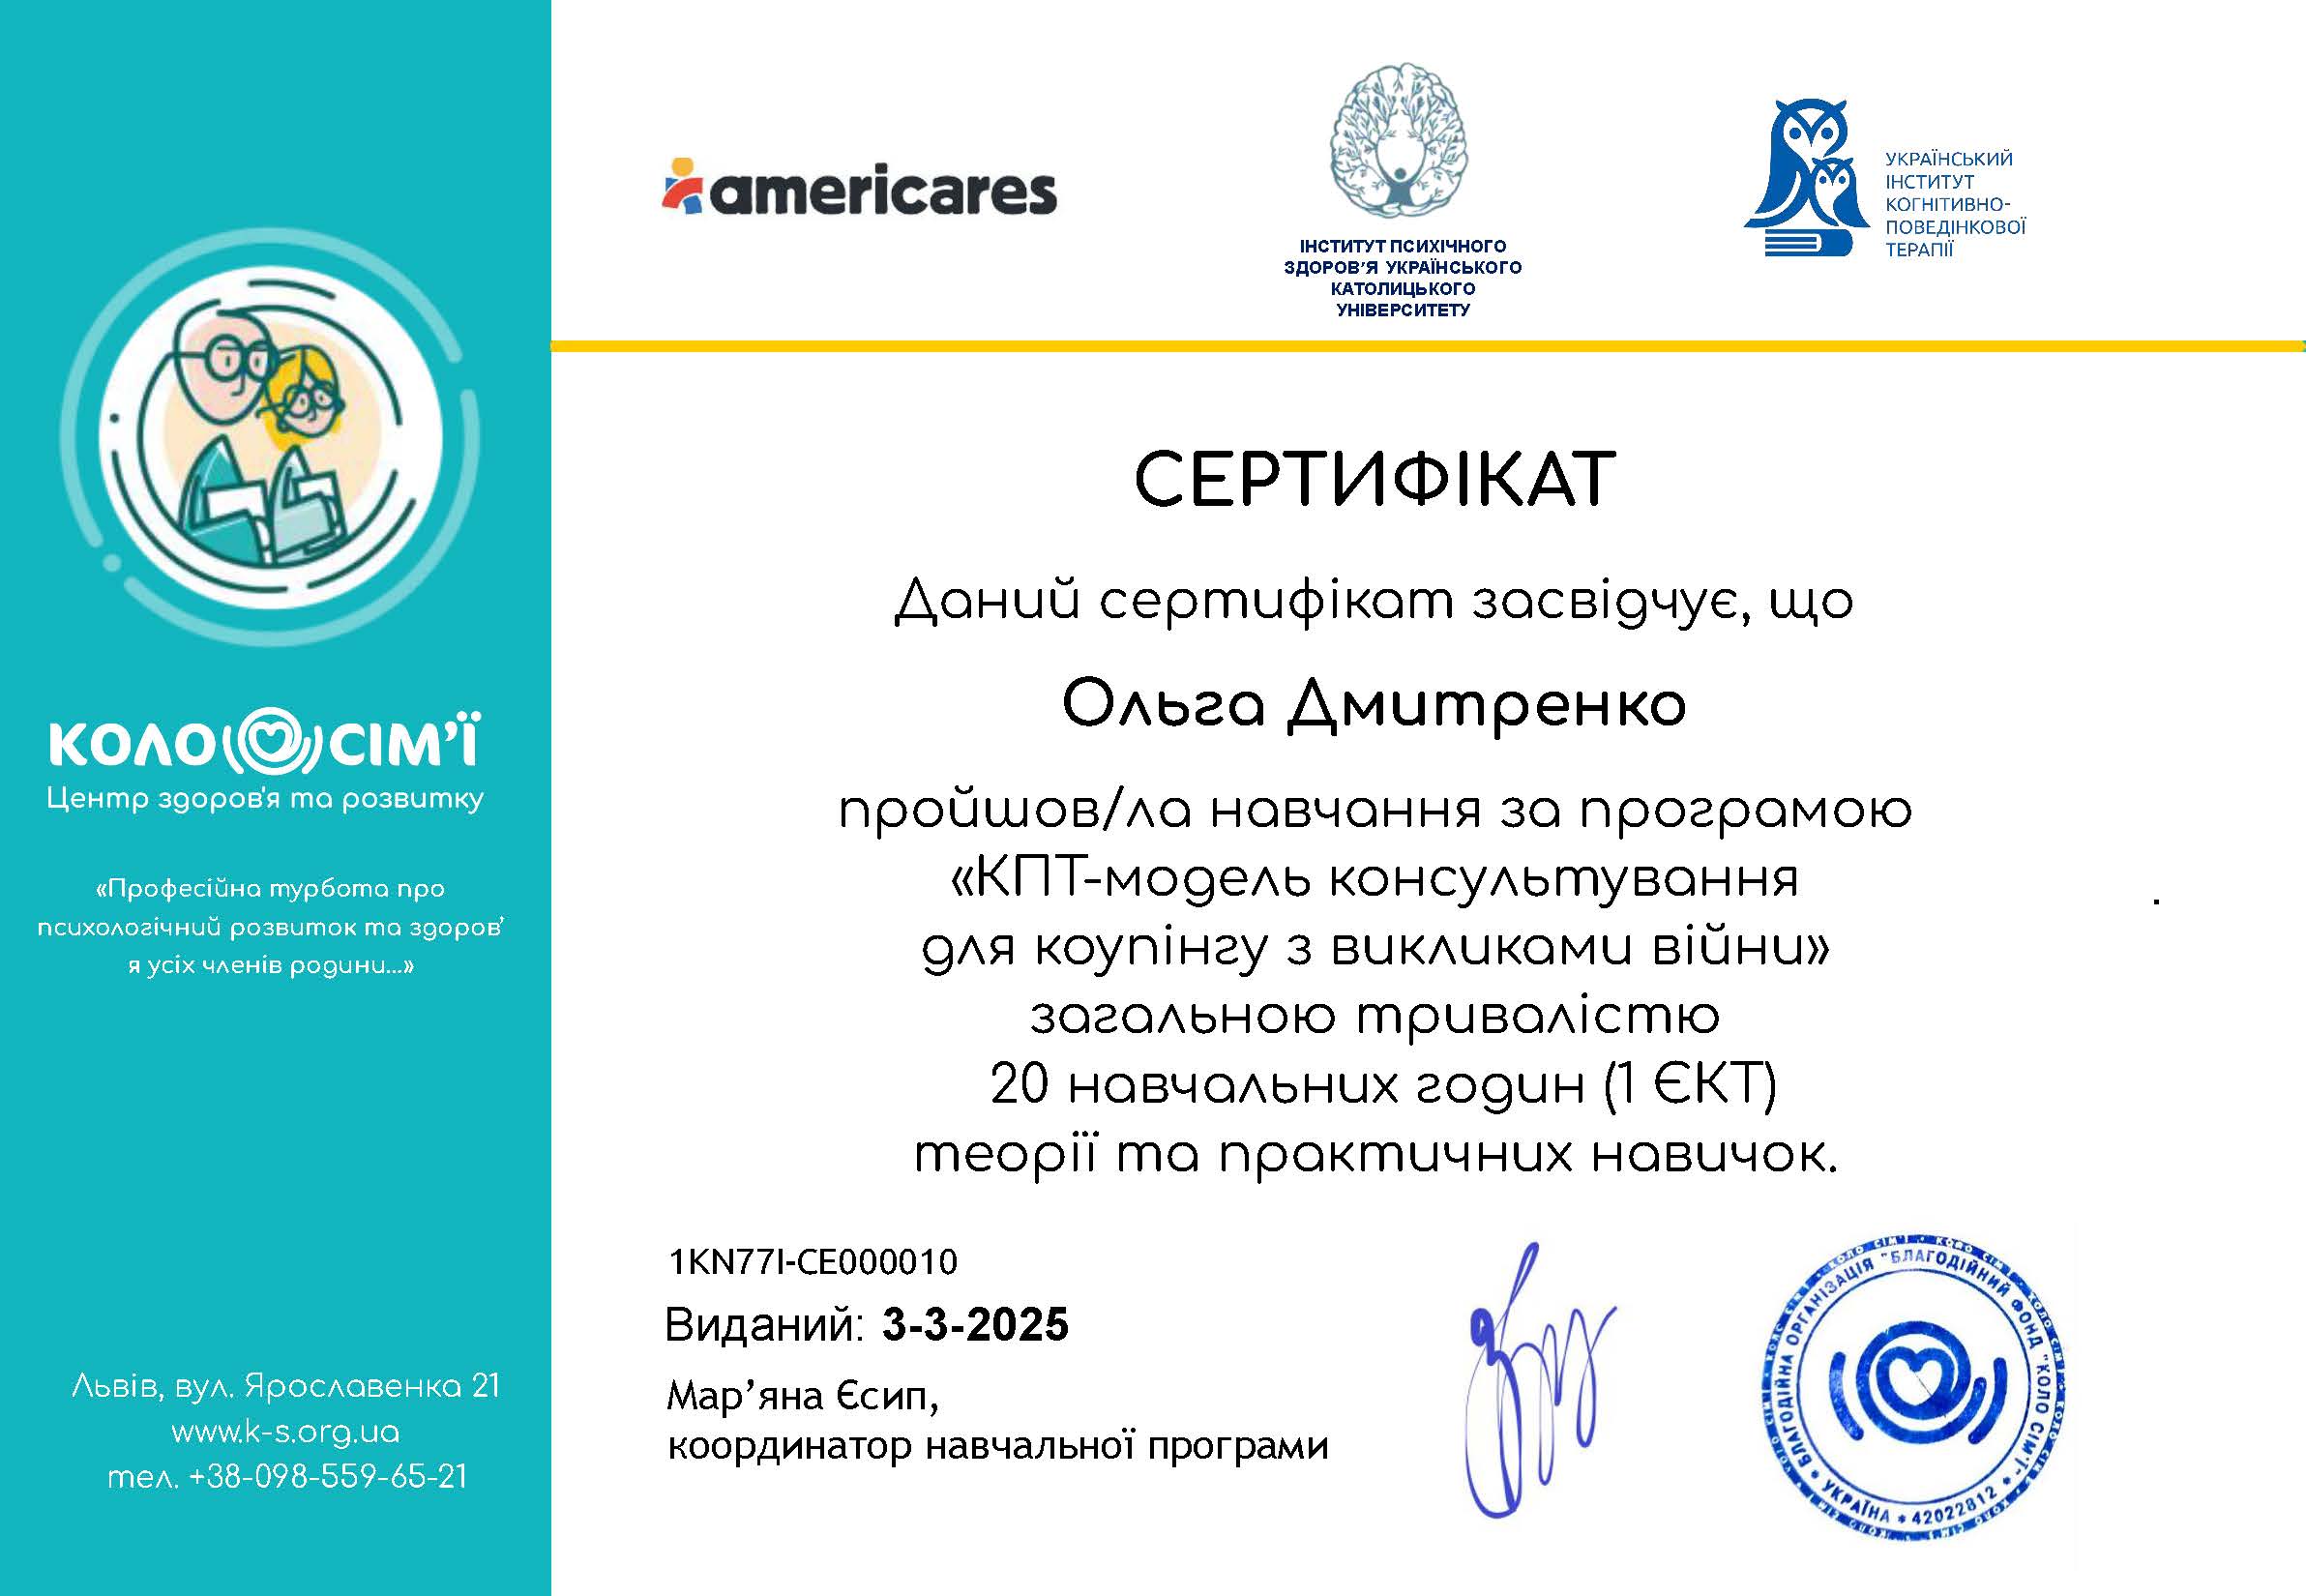 americares
ІНСТИТУТ ПСИХІЧНОГО
ЗДОРОВ'Я УКРАЇНСЬКОГО
КАТОЛИЦЬКОГО
УНІВЕРСИТЕТУ
УКРАЇНСЬКИЙ
ІНСТИТУТ
КОГНІТИВНО-
ПОВЕДІНКОВОЇ
ТЕРАПІЇ
КОЛО СІМ'Ї
Центр здоров'я та розвитку
«Професійна турбота про
психологічний розвиток та здоров'
я усіх членів родини...»
Львів, вул. Ярославенка 21
www.k-s.org.ua
тел. +38-098-559-65-21
СЕРТИФІКАТ
Даний сертифікат засвідчує, що
Ольга Дмитренко
пройшов/ла навчання за програмою
«КПТ-модель консультування
для коупінгу з викликами війни»
загальною тривалістю
20 навчальних годин (1 ЄКТ)
теорії та практичних навичок.
1KN77I-CE000010
Виданий: 3-3-2025
Мар'яна Єсип,
координатор навчальної програми
БЛАГОДІЙНА ОРГАНІЗАЦІЯ "БЛАГОДІЙНИЙ ФОНД "КОЛО СІМ'Ї"
* УКРАЇНА * 42022812 *